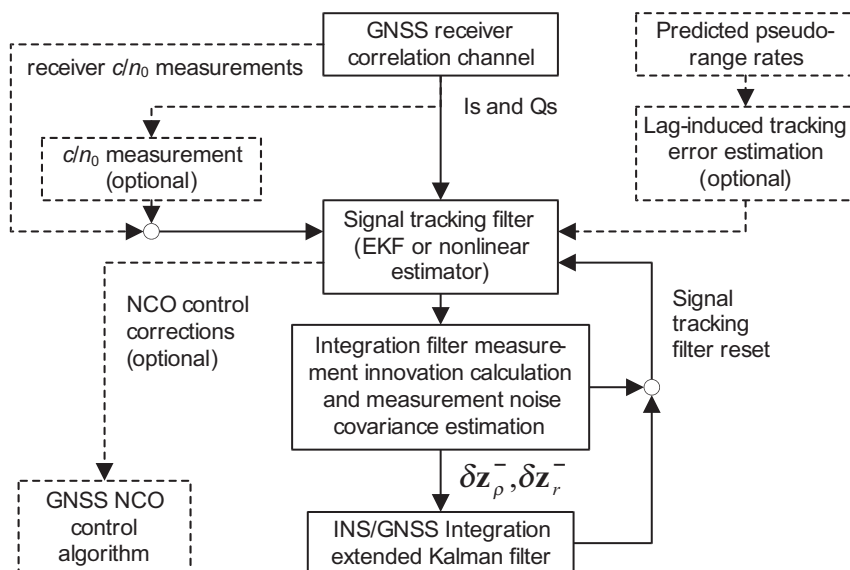 GNSS receiver
correlation channel
Predicted pseudo-
range rates
receiver c/n₀ measurements
Is and Qs
c/n₀ measurement
(optional)
Lag-induced tracking
error estimation
(optional)
Signal tracking filter
(EKF or nonlinear
estimator)
NCO control
corrections
(optional)
Signal
tracking
filter reset
Integration filter measure-
ment innovation calculation
and measurement noise
covariance estimation
δz⁻ρ, δz⁻r
GNSS NCO
control
algorithm
INS/GNSS Integration
extended Kalman filter